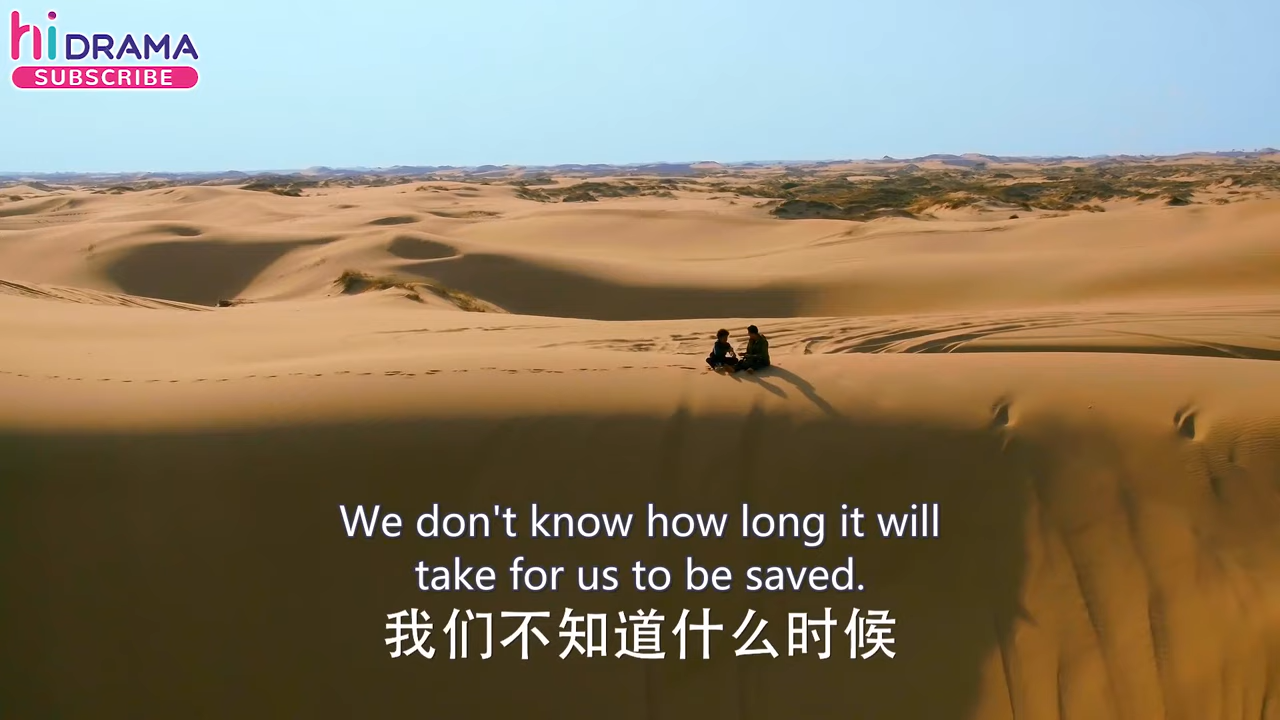 hi DRAMA
SUBSCRIBE
We don't know how long it will
take for us to be saved.
我们不知道什么时候